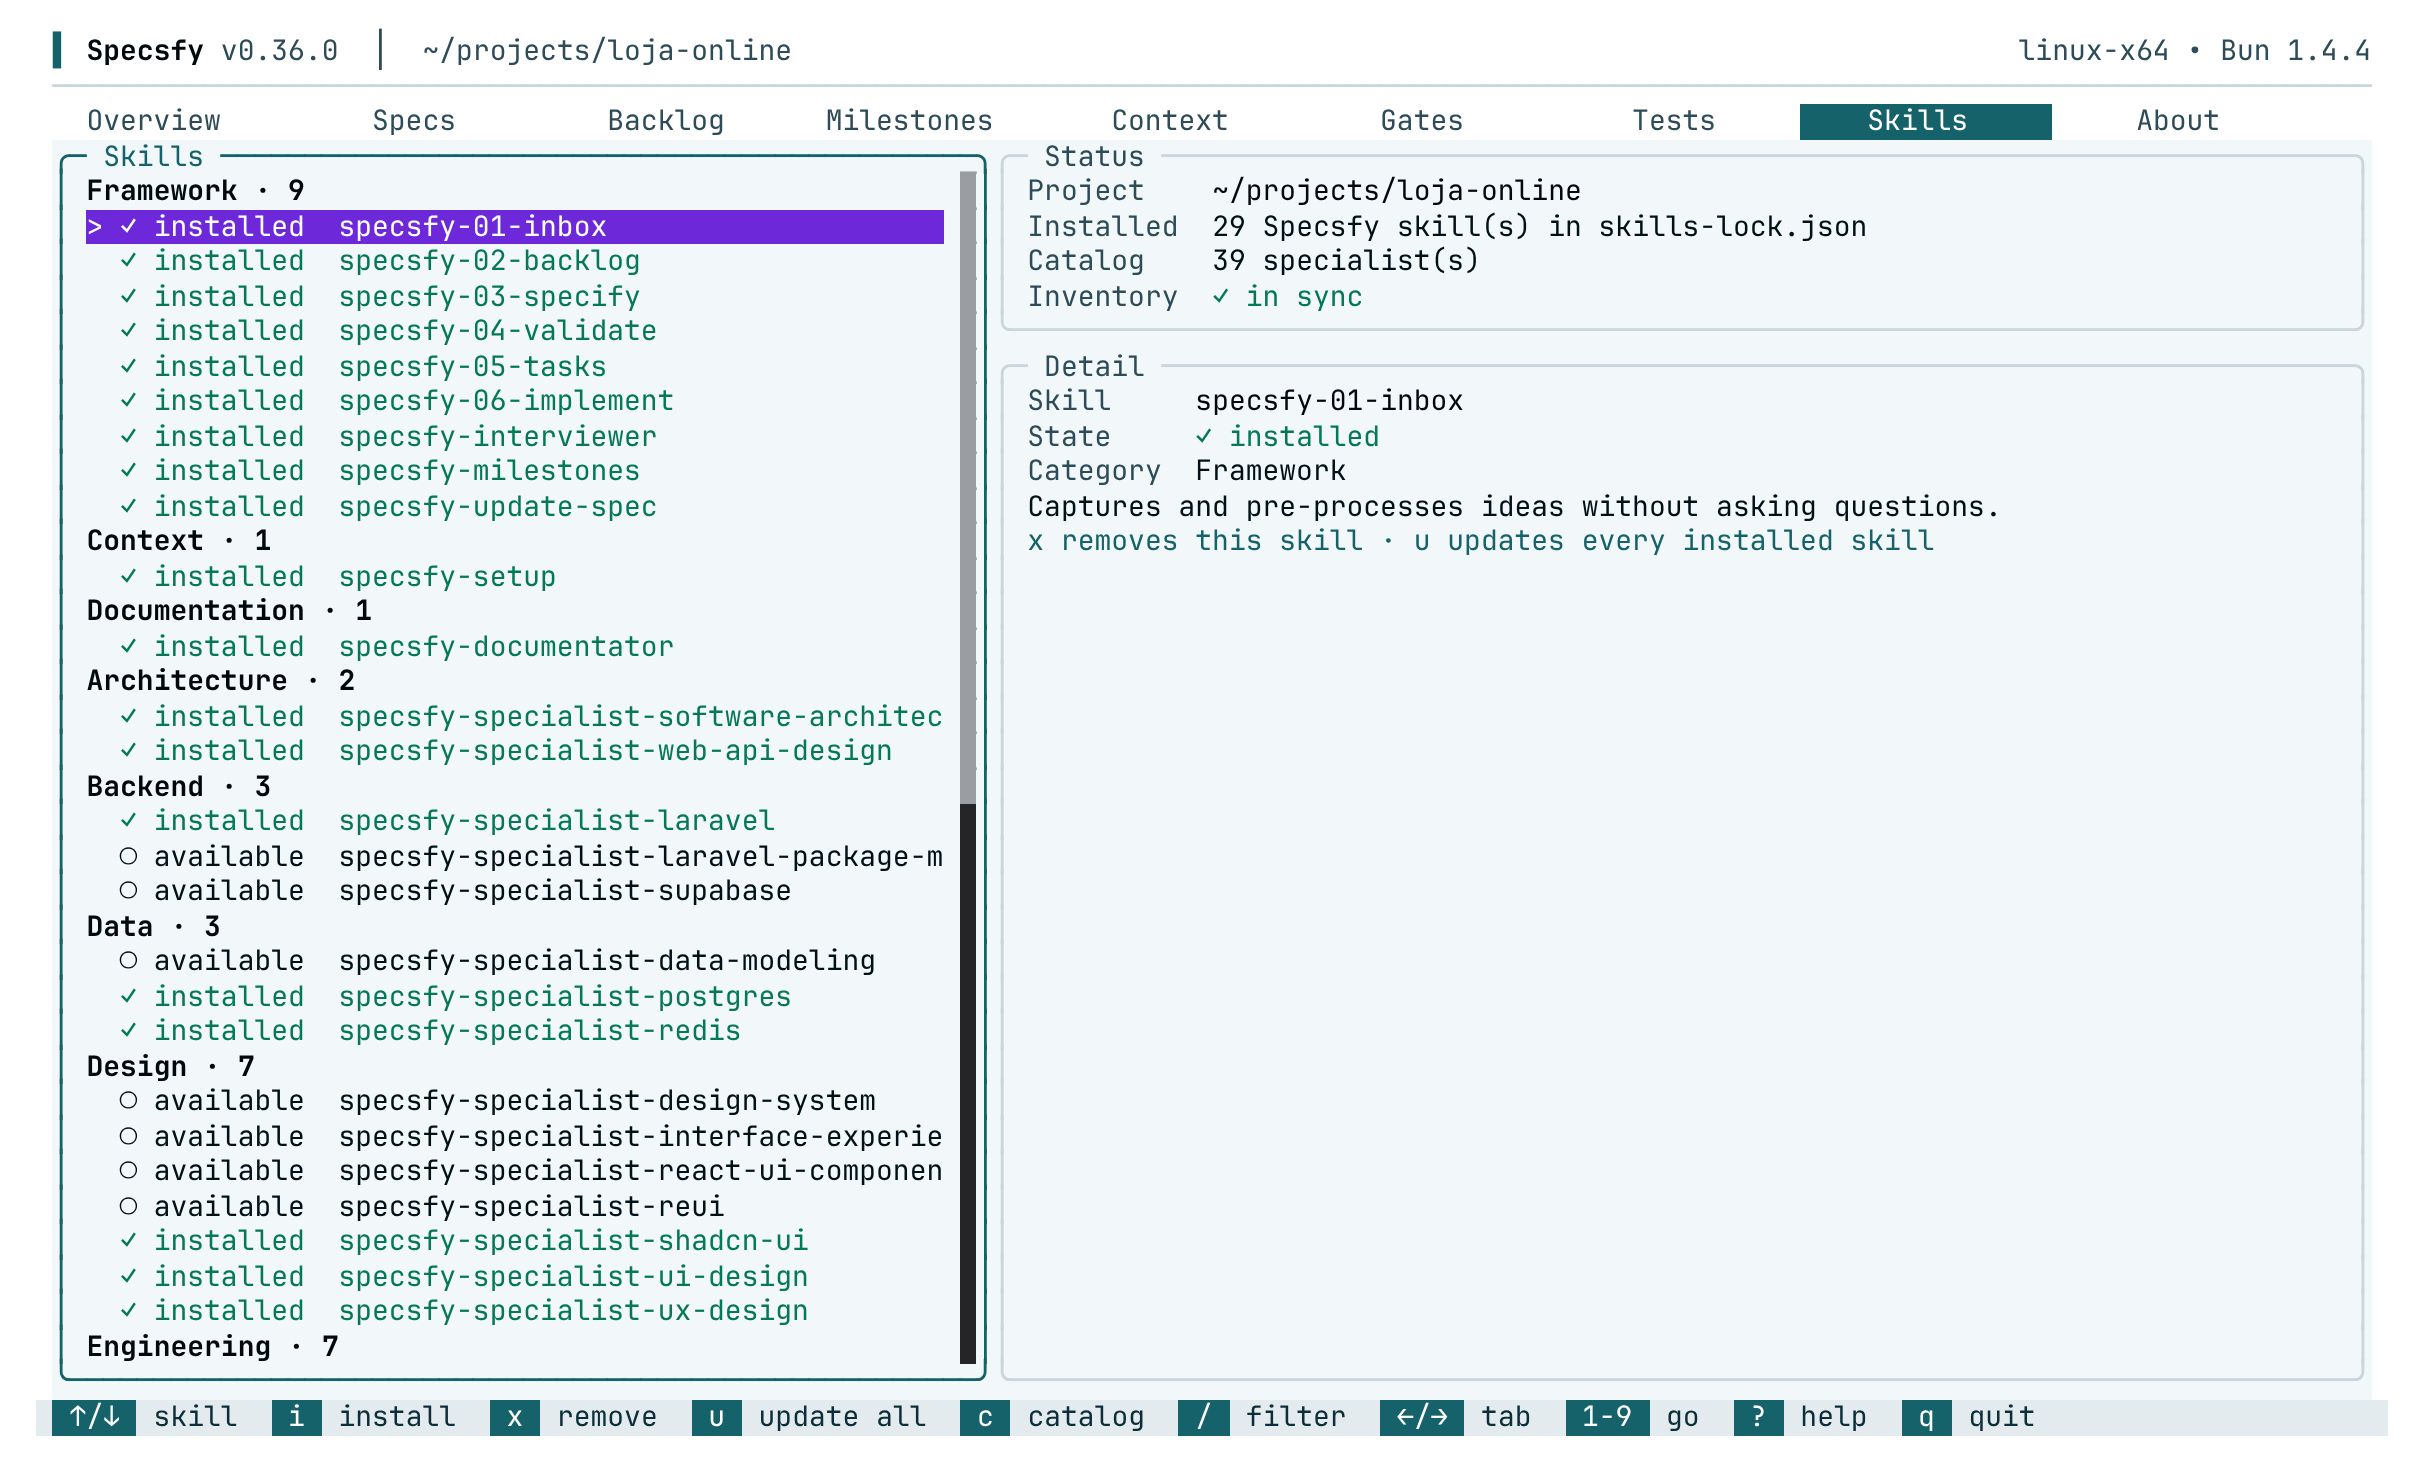 Specsfy v0.36.0 │ ~/projects/loja-online linux-x64 • Bun 1.4.4
Overview Specs Backlog Milestones Context Gates Tests Skills About
Skills
Framework · 9
> ✓ installed specsfy-01-inbox
✓ installed specsfy-02-backlog
✓ installed specsfy-03-specify
✓ installed specsfy-04-validate
✓ installed specsfy-05-tasks
✓ installed specsfy-06-implement
✓ installed specsfy-interviewer
✓ installed specsfy-milestones
✓ installed specsfy-update-spec
Context · 1
✓ installed specsfy-setup
Documentation · 1
✓ installed specsfy-documentator
Architecture · 2
✓ installed specsfy-specialist-software-architec
✓ installed specsfy-specialist-web-api-design
Backend · 3
✓ installed specsfy-specialist-laravel
○ available specsfy-specialist-laravel-package-m
○ available specsfy-specialist-supabase
Data · 3
○ available specsfy-specialist-data-modeling
✓ installed specsfy-specialist-postgres
✓ installed specsfy-specialist-redis
Design · 7
○ available specsfy-specialist-design-system
○ available specsfy-specialist-interface-experie
○ available specsfy-specialist-react-ui-componen
○ available specsfy-specialist-reui
✓ installed specsfy-specialist-shadcn-ui
✓ installed specsfy-specialist-ui-design
✓ installed specsfy-specialist-ux-design
Engineering · 7
Status
Project ~/projects/loja-online
Installed 29 Specsfy skill(s) in skills-lock.json
Catalog 39 specialist(s)
Inventory ✓ in sync
Detail
Skill specsfy-01-inbox
State ✓ installed
Category Framework
Captures and pre-processes ideas without asking questions.
x removes this skill · u updates every installed skill
↑/↓ skill i install x remove u update all c catalog / filter ←/→ tab 1-9 go ? help q quit